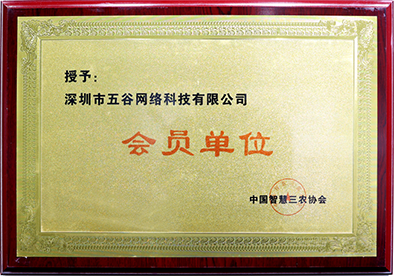 授予：
深圳市五谷网络科技有限公司
会员单位
中国智慧三农协会